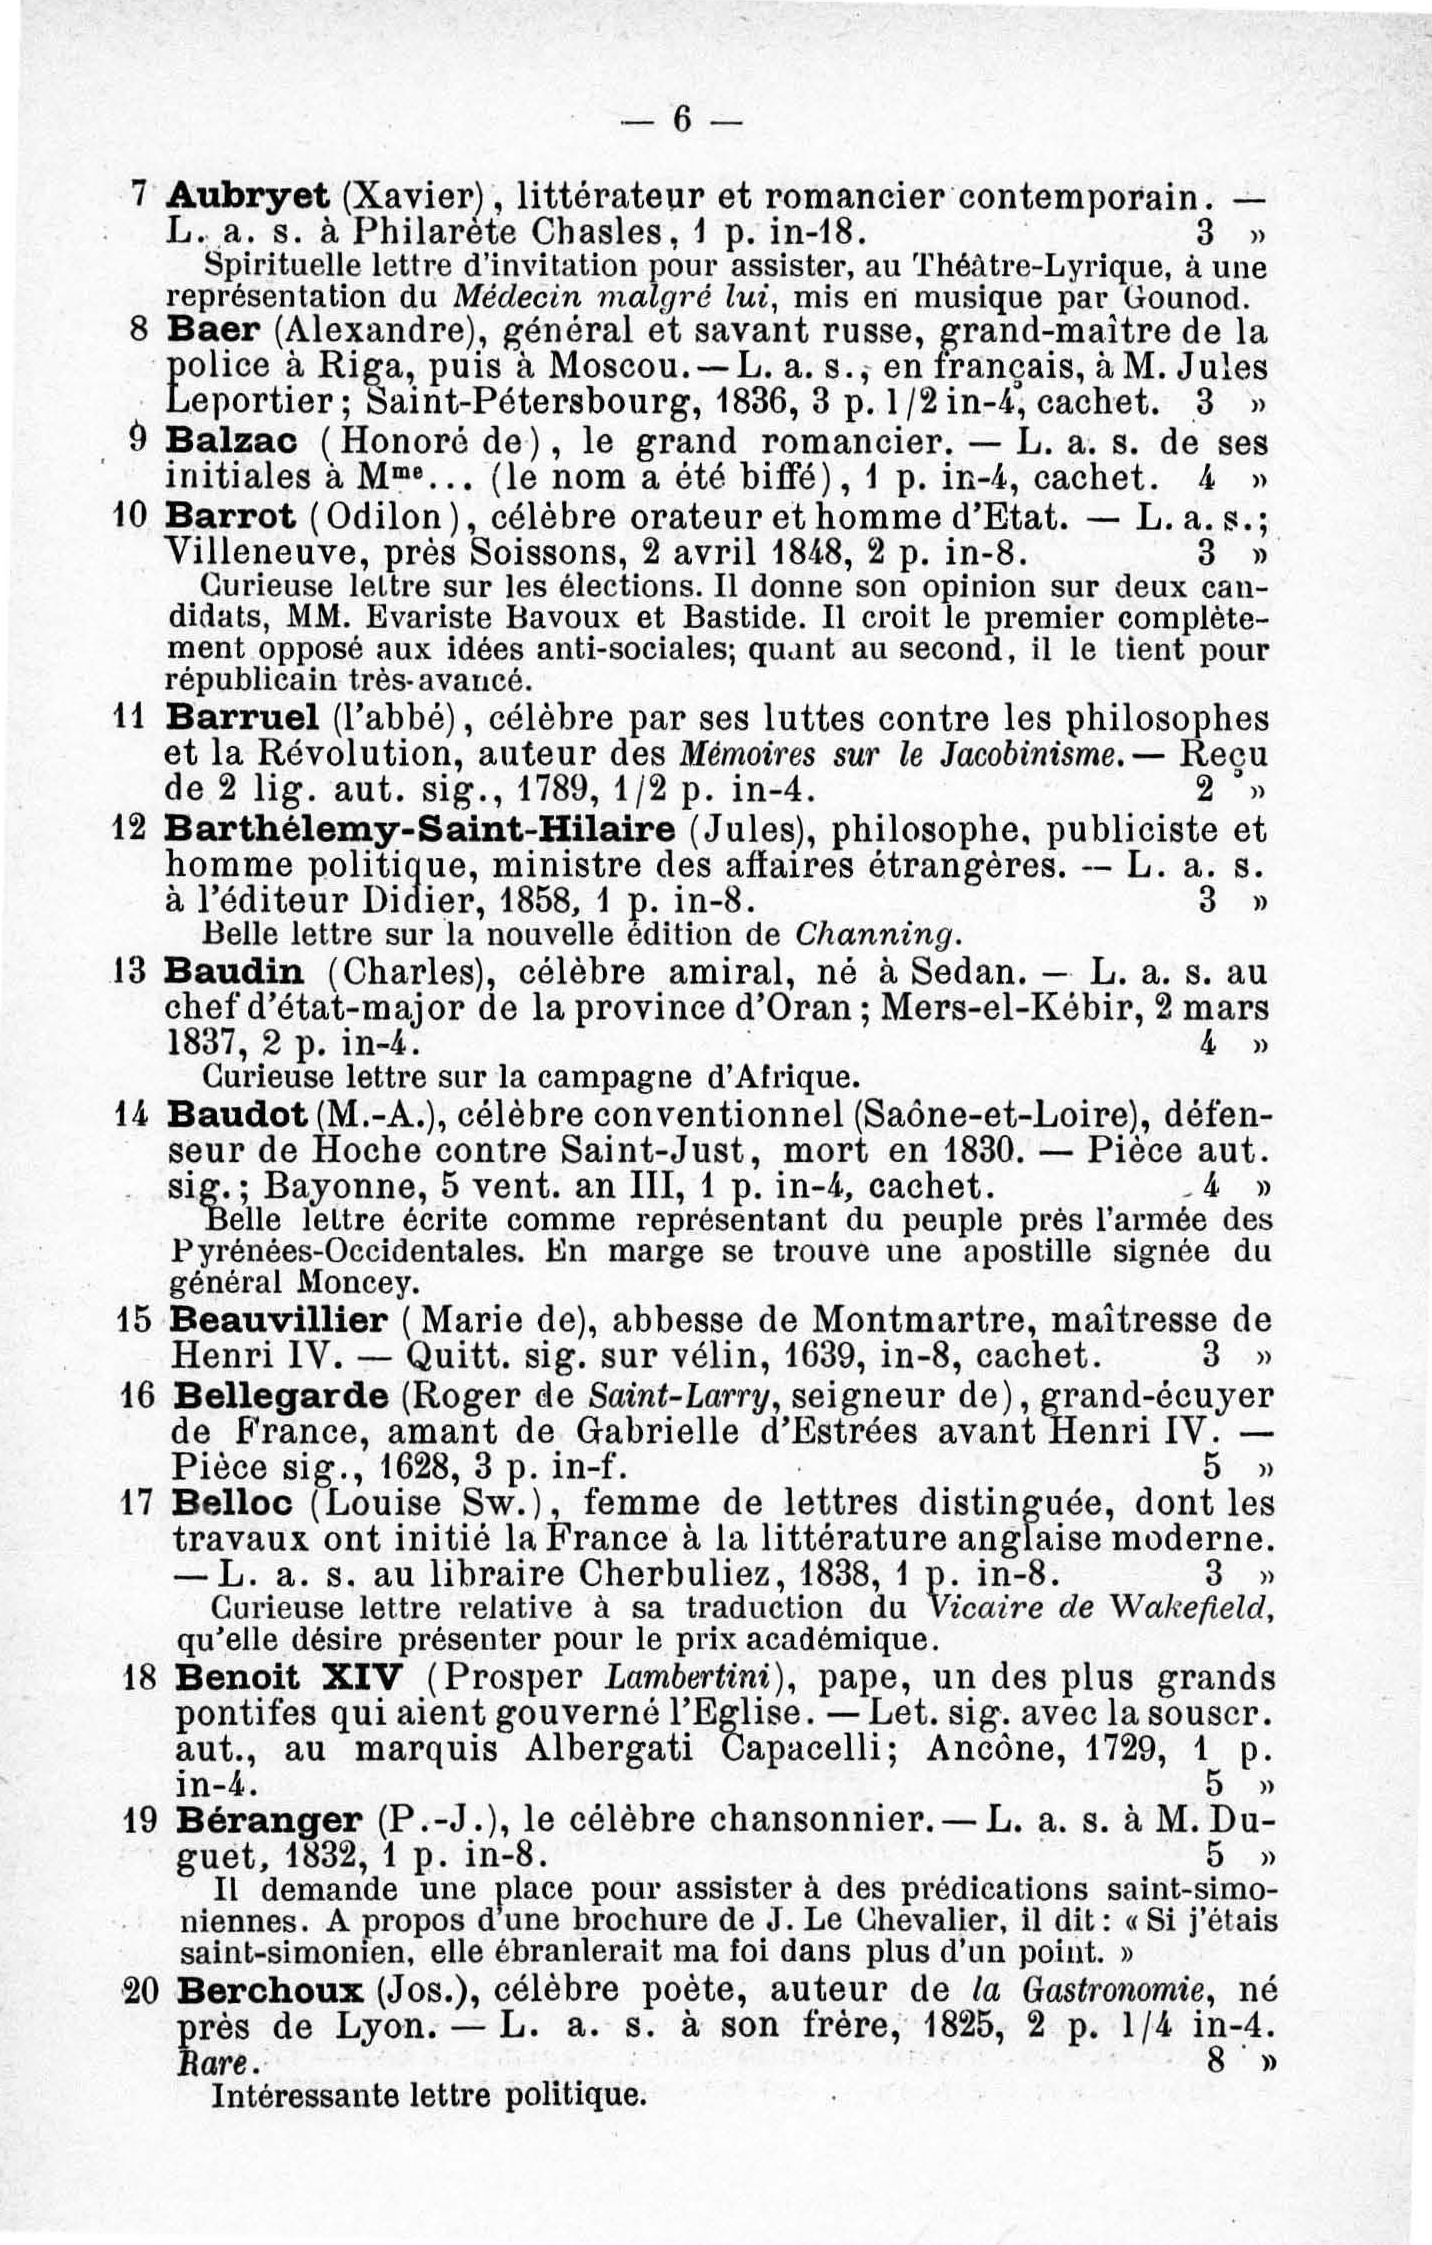 — 6 —
7 Aubryet (Xavier), littérateur et romancier contemporain. —
L. a. s. à Philarète Chasles, 1 p. in-18. 3 »
Spirituelle lettre d'invitation pour assister, au Théâtre-Lyrique, à une
représentation du Médecin malgré lui, mis en musique par Gounod.
8 Baer (Alexandre), général et savant russe, grand-maître de la
police à Riga, puis à Moscou. — L. a. s., en français, à M. Jules
Leportier; Saint-Pétersbourg, 1836, 3 p. 1/2 in-4, cachet. 3 »
9 Balzac (Honoré de), le grand romancier. — L. a. s. de ses
initiales à Mme... (le nom a été biffé), 1 p. in-4, cachet. 4 »
10 Barrot (Odilon), célèbre orateur et homme d'Etat. — L. a. s.;
Villeneuve, près Soissons, 2 avril 1848, 2 p. in-8. 3 »
Curieuse lettre sur les élections. Il donne son opinion sur deux can-
didats, MM. Evariste Bavoux et Bastide. Il croit le premier complète-
ment opposé aux idées anti-sociales; quant au second, il le tient pour
républicain très-avancé.
11 Barruel (l'abbé), célèbre par ses luttes contre les philosophes
et la Révolution, auteur des Mémoires sur le Jacobinisme. — Reçu
de 2 lig. aut. sig., 1789, 1/2 p. in-4. 2 »
12 Barthélemy-Saint-Hilaire (Jules), philosophe, publiciste et
homme politique, ministre des affaires étrangères. — L. a. s.
à l'éditeur Didier, 1858, 1 p. in-8. 3 »
Belle lettre sur la nouvelle édition de Channing.
13 Baudin (Charles), célèbre amiral, né à Sedan. — L. a. s. au
chef d'état-major de la province d'Oran; Mers-el-Kébir, 2 mars
1837, 2 p. in-4. 4 »
Curieuse lettre sur la campagne d'Afrique.
14 Baudot (M.-A.), célèbre conventionnel (Saône-et-Loire), défen-
seur de Hoche contre Saint-Just, mort en 1830. — Pièce aut.
sig.; Bayonne, 5 vent. an III, 1 p. in-4, cachet. 4 »
Belle lettre écrite comme représentant du peuple près l'armée des
Pyrénées-Occidentales. En marge se trouve une apostille signée du
général Moncey.
15 Beauvillier (Marie de), abbesse de Montmartre, maîtresse de
Henri IV. — Quitt. sig. sur vélin, 1639, in-8, cachet. 3 »
16 Bellegarde (Roger de Saint-Larry, seigneur de), grand-écuyer
de France, amant de Gabrielle d'Estrées avant Henri IV. —
Pièce sig., 1628, 3 p. in-f. 5 »
17 Belloc (Louise Sw.), femme de lettres distinguée, dont les
travaux ont initié la France à la littérature anglaise moderne.
— L. a. s. au libraire Cherbuliez, 1838, 1 p. in-8. 3 »
Curieuse lettre relative à sa traduction du Vicaire de Wakefield,
qu'elle désire présenter pour le prix académique.
18 Benoit XIV (Prosper Lambertini), pape, un des plus grands
pontifes qui aient gouverné l'Eglise. — Let. sig. avec la souscr.
aut., au marquis Albergati Capacelli; Ancône, 1729, 1 p.
in-4. 5 »
19 Béranger (P.-J.), le célèbre chansonnier. — L. a. s. à M. Du-
guet, 1832, 1 p. in-8. 5 »
Il demande une place pour assister à des prédications saint-simo-
niennes. A propos d'une brochure de J. Le Chevalier, il dit: « Si j'étais
saint-simonien, elle ébranlerait ma foi dans plus d'un point. »
20 Berchoux (Jos.), célèbre poète, auteur de la Gastronomie, né
près de Lyon. — L. a. s. à son frère, 1825, 2 p. 1/4 in-4.
Rare. 8 »
Intéressante lettre politique.